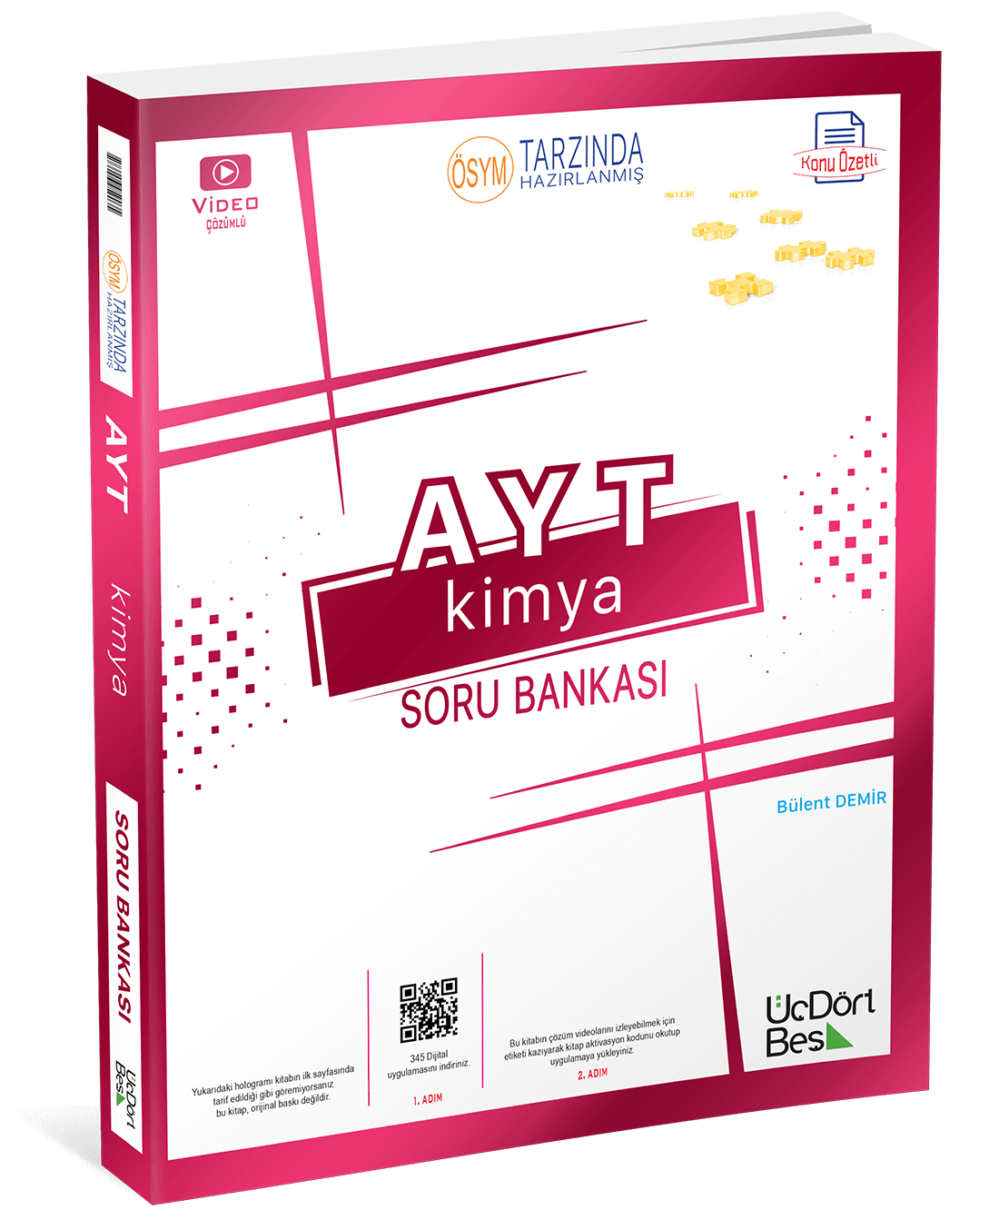 VİDEO
ÇÖZÜMLÜ
ÖSYM
TARZINDA
HAZIRLANMIŞ
Konu Özetli
AYT
kimya
SORU BANKASI
Bülent DEMİR
Yukarıdaki hologramı kitabın ilk sayfasında
tarif edildiği gibi göremiyorsanız
bu kitap, orijinal baskı değildir.
345 Dijital
uygulamasını indiriniz.
1. ADIM
Bu kitabın çözüm videolarını izleyebilmek için
etiketi kazıyarak kitap aktivasyon kodunu okutup
uygulamaya yükleyiniz.
2. ADIM
ÜçDört
Beş
ÖSYM
TARZINDA
HAZIRLANMIŞ
AYT
kimya
SORU BANKASI
ÜçDört
Beş